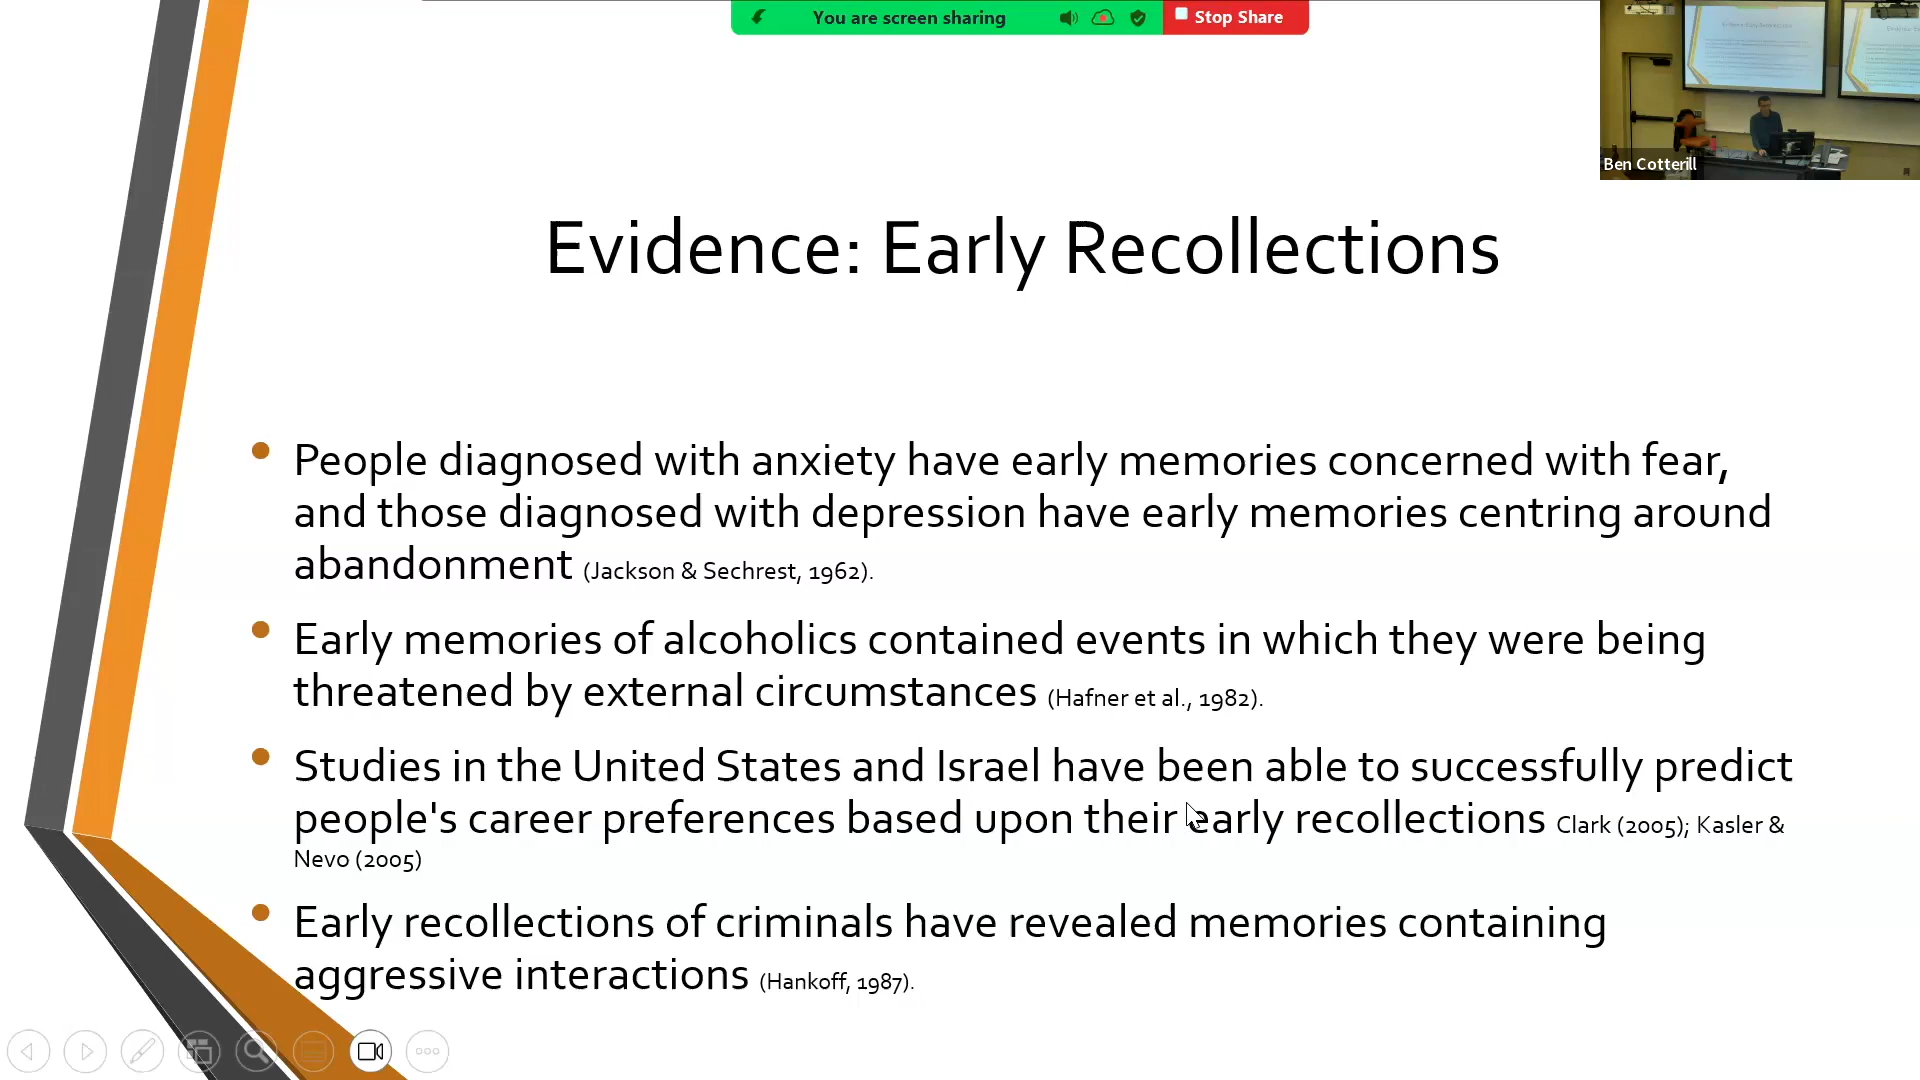 You are screen sharing
Stop Share
Ben Cotterill
Evidence: Early Recollections
People diagnosed with anxiety have early memories concerned with fear,
and those diagnosed with depression have early memories centring around
abandonment (Jackson & Sechrest, 1962).
Early memories of alcoholics contained events in which they were being
threatened by external circumstances (Hafner et al., 1982).
Studies in the United States and Israel have been able to successfully predict
people's career preferences based upon their early recollections Clark (2005); Kasler &
Nevo (2005)
Early recollections of criminals have revealed memories containing
aggressive interactions (Hankoff, 1987).